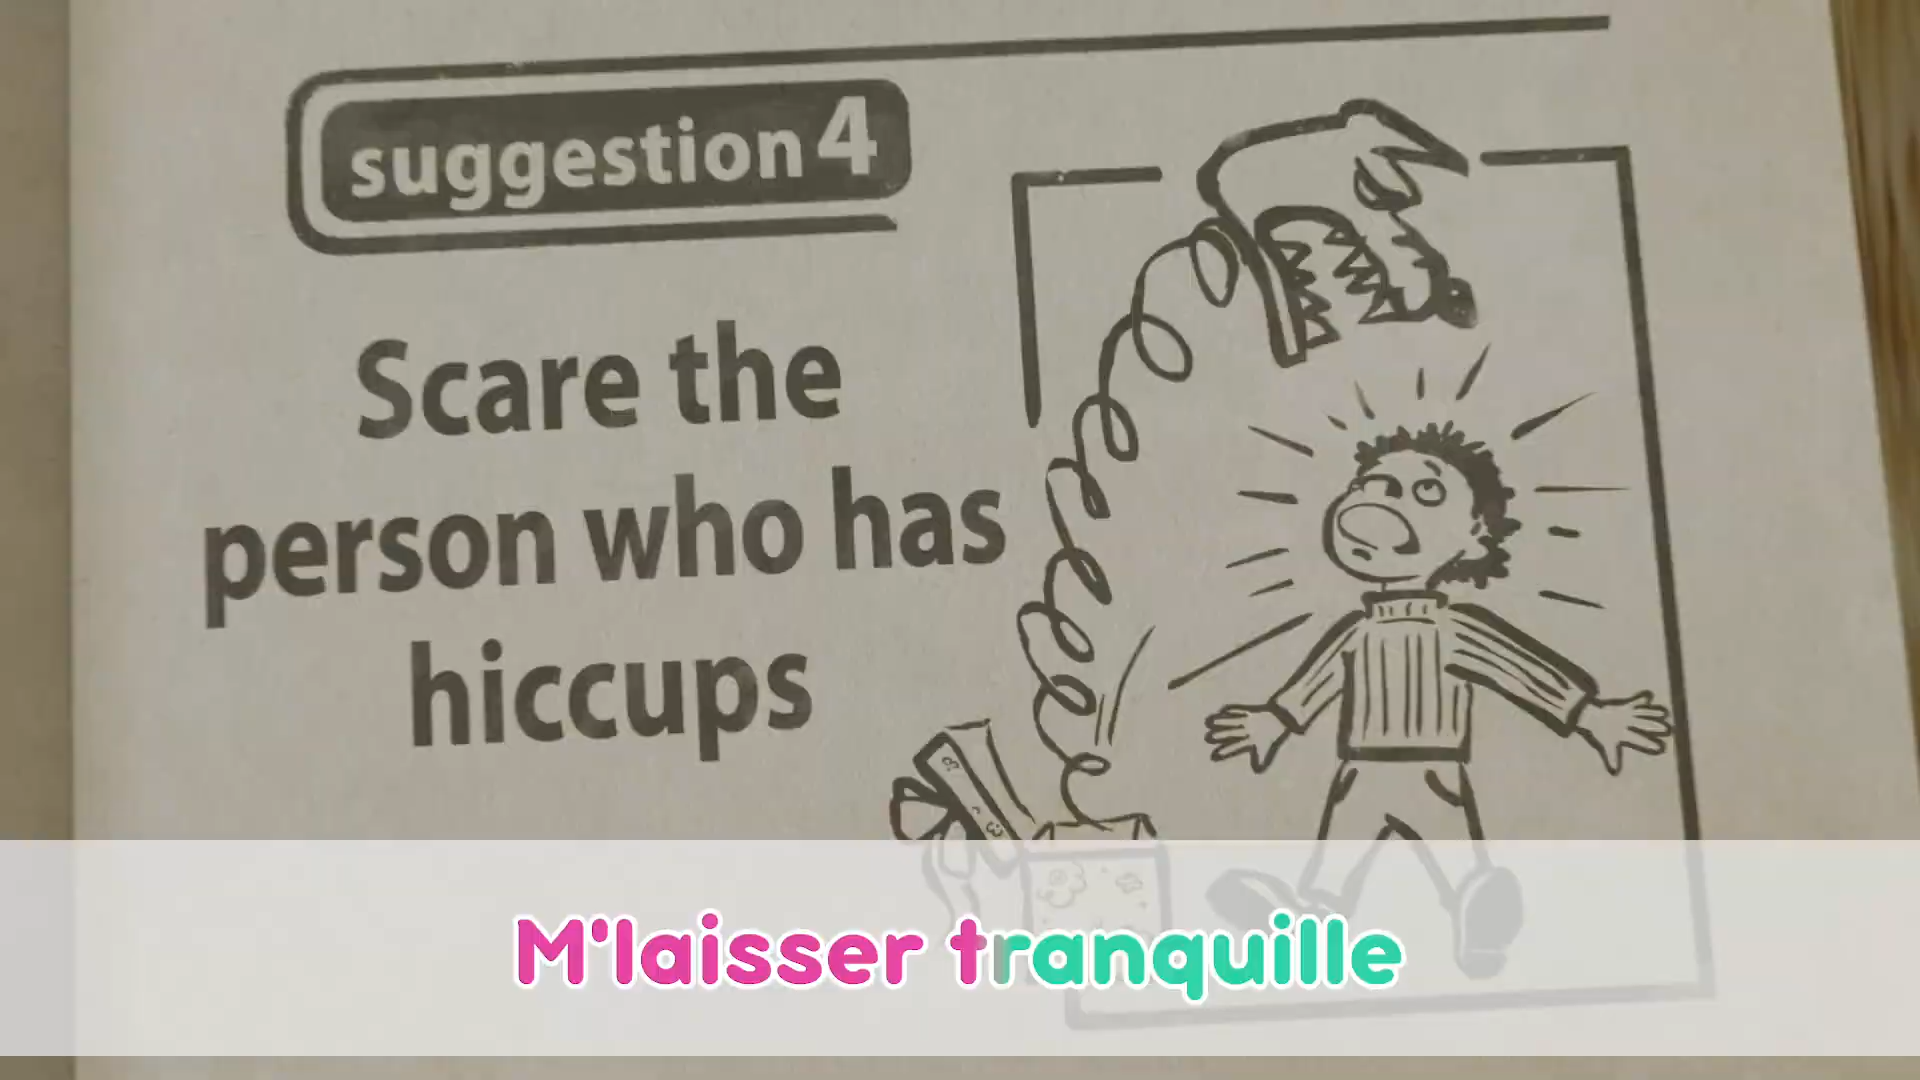 suggestion 4
Scare the
person who has
hiccups
M'laisser tranquille